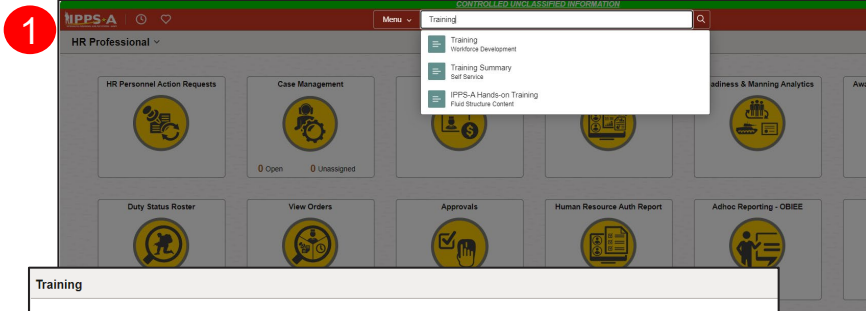 CONTROLLED UNCLASSIFIED INFORMATION
1
IPPS-A
Menu
Training
HR Professional
Training
Workforce Development
Training Summary
Self Service
IPPS-A Hands-on Training
Fluid Structure Content
HR Personnel Action Requests
Case Management
& Manning Analytics
0 Open 0 Unassigned
Duty Status Roster
View Orders
Approvals
Human Resource Auth Report
Adhoc Reporting - OBIEE
Training